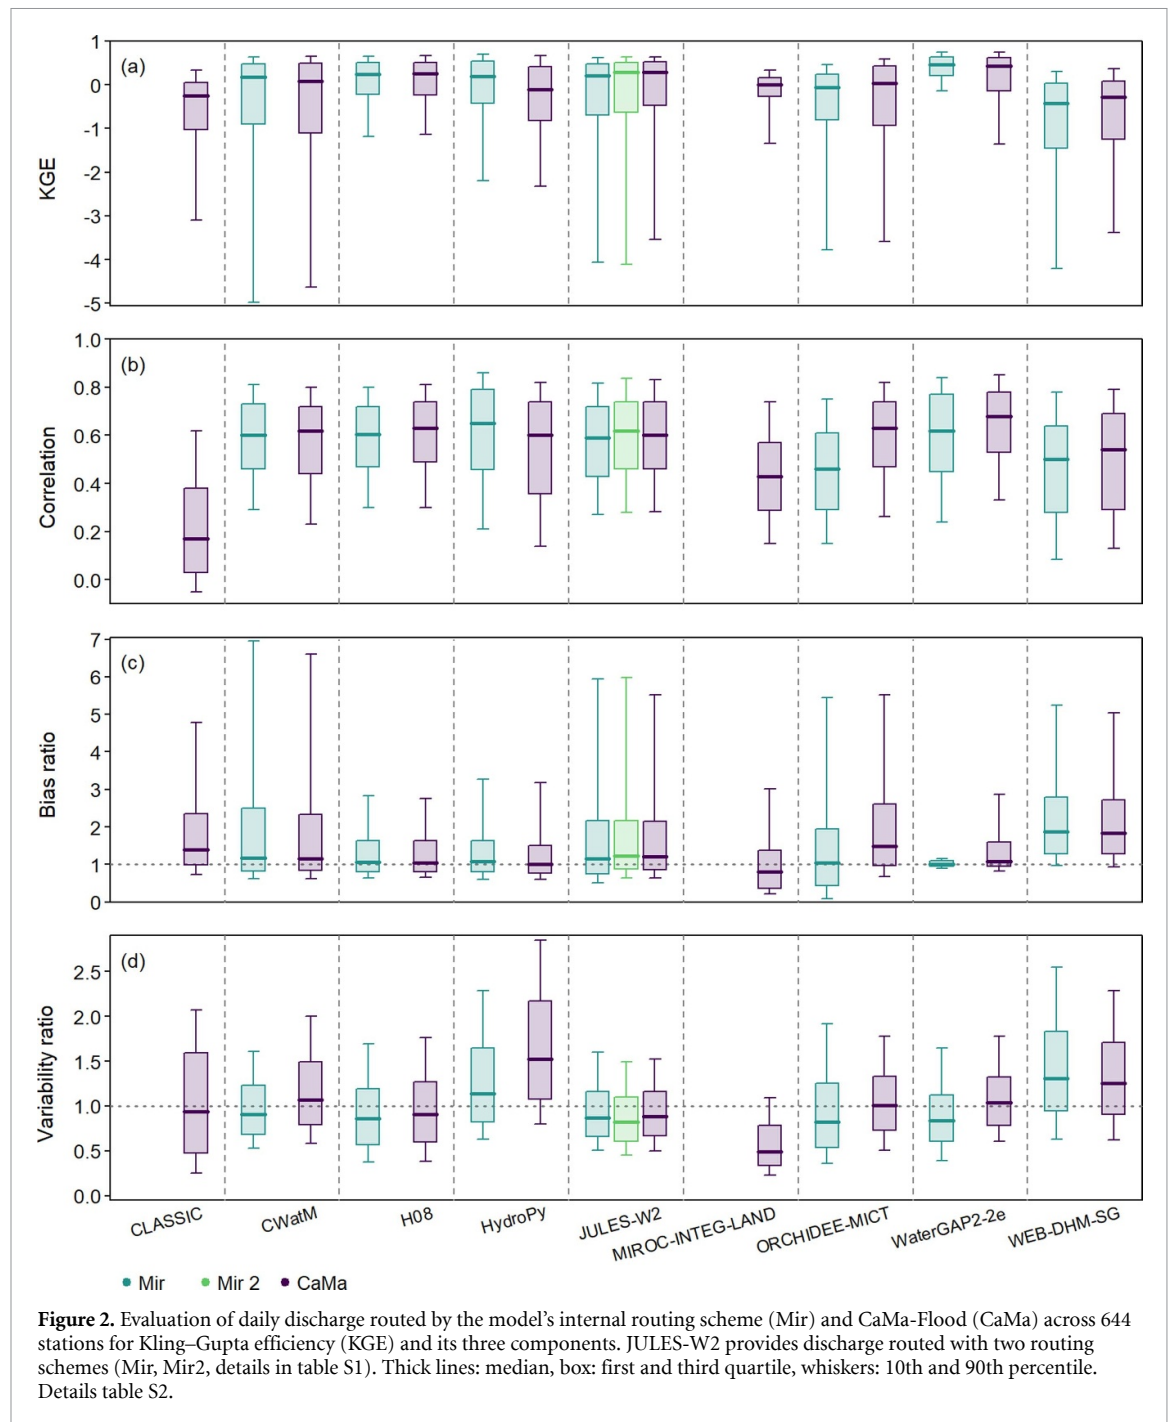 (a)
KGE
1
0
-1
-2
-3
-4
-5
(b)
Correlation
1.0
0.8
0.6
0.4
0.2
0.0
(c)
Bias ratio
7
6
5
4
3
2
1
0
(d)
Variability ratio
2.5
2.0
1.5
1.0
0.5
0.0
CLASSIC
CWatM
H08
HydroPy
JULES-W2
MIROC-INTEG-LAND
ORCHIDEE-MICT
WaterGAP2-2e
WEB-DHM-SG
Mir Mir 2 CaMa
Figure 2. Evaluation of daily discharge routed by the model's internal routing scheme (Mir) and CaMa-Flood (CaMa) across 644
stations for Kling–Gupta efficiency (KGE) and its three components. JULES-W2 provides discharge routed with two routing
schemes (Mir, Mir2, details in table S1). Thick lines: median, box: first and third quartile, whiskers: 10th and 90th percentile.
Details table S2.